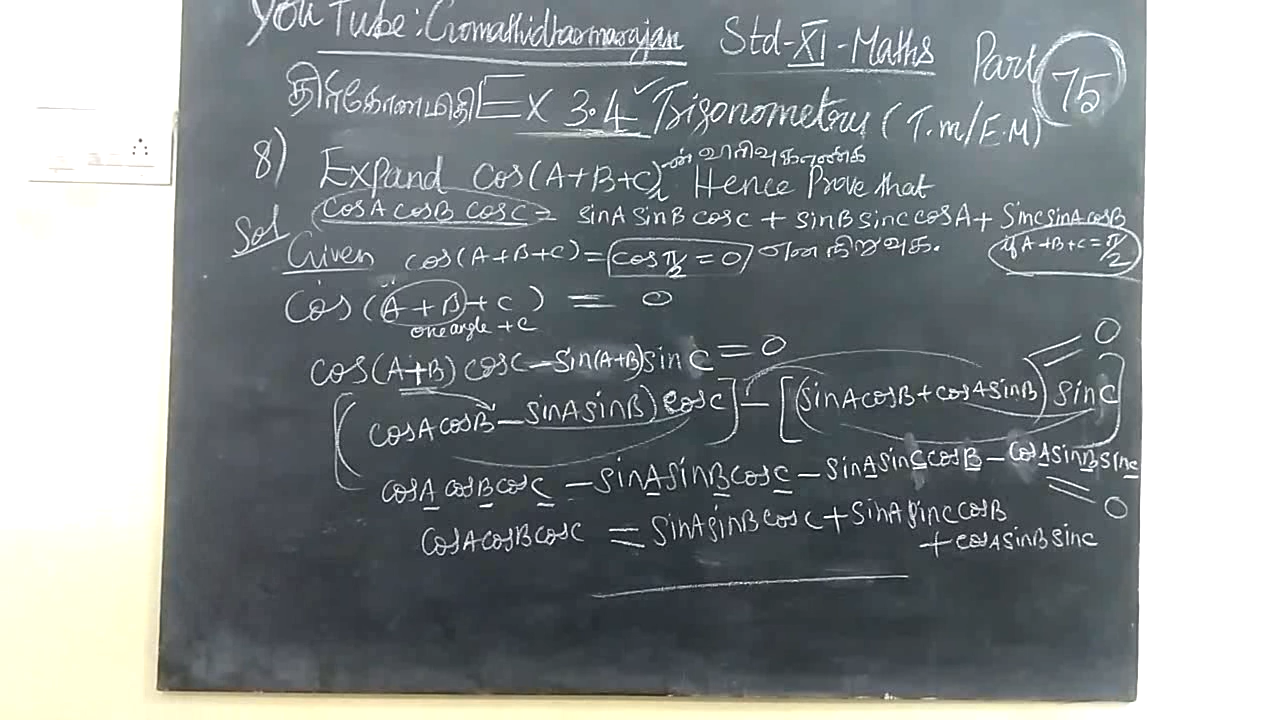 YouTube: Gomathidharmarajan Std-XI-Maths Part 75
திரிகோணமிதி Ex 3.4 Trigonometry (T.m/E.M)
8) Expand cos(A+B+C) ன் விரிவு காண்க Hence Prove that
cosA cosB cosC = sinA sinB cosC + sinB sinC cosA + SinC sinA cosB
if A+B+C = π/2
Sol Given cos(A+B+C) = cos π/2 = 0 என நிறுவுக.
Cos(A+B+C) = 0
one angle + C
cos(A+B) cosC - sin(A+B) sin C = 0
[(cosA cosB - sinA sinB) cosC] - [(sinA cosB + cosA sinB) sinC] = 0
cosA cosB cosC - sinA sinB cosC - sinA sinC cosB - cosA sinB sinC = 0
cosA cosB cosC = sinA sinB cosC + sinA sinC cosB
+ cosA sinB sinC